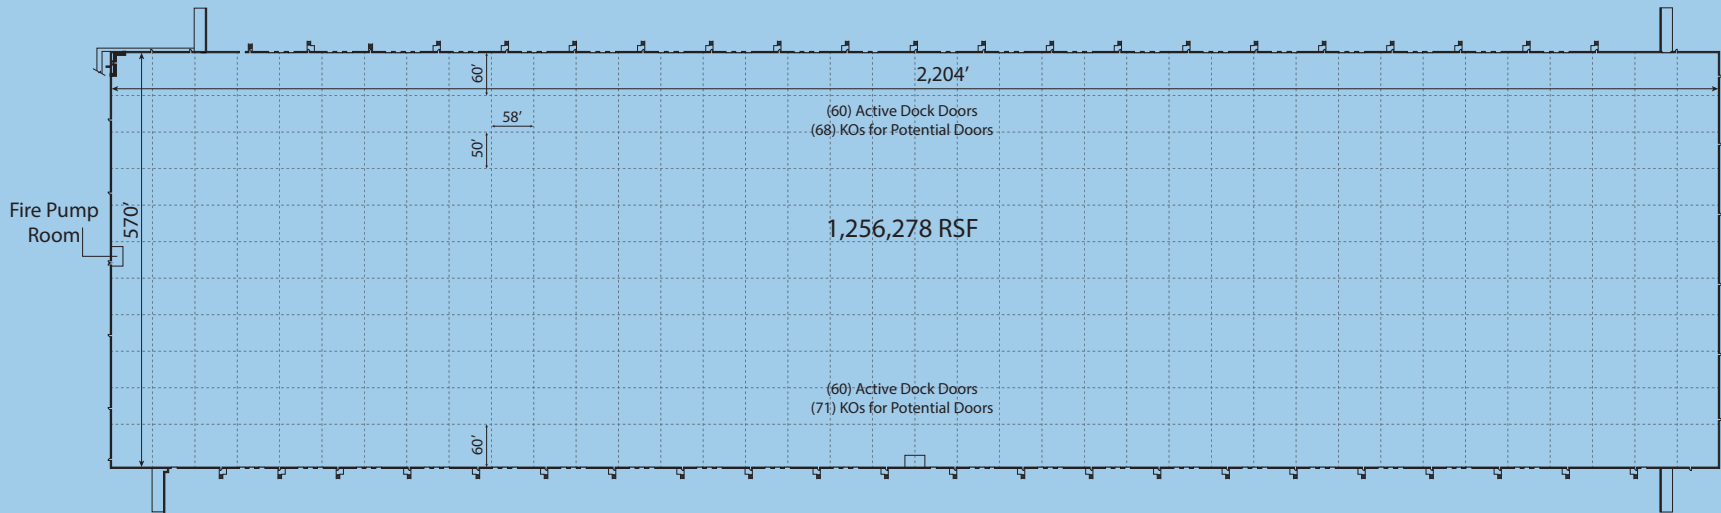 60'
2,204'
(60) Active Dock Doors
(68) KOs for Potential Doors
58'
50'
Fire Pump
Room
570'
1,256,278 RSF
(60) Active Dock Doors
(71) KOs for Potential Doors
60'